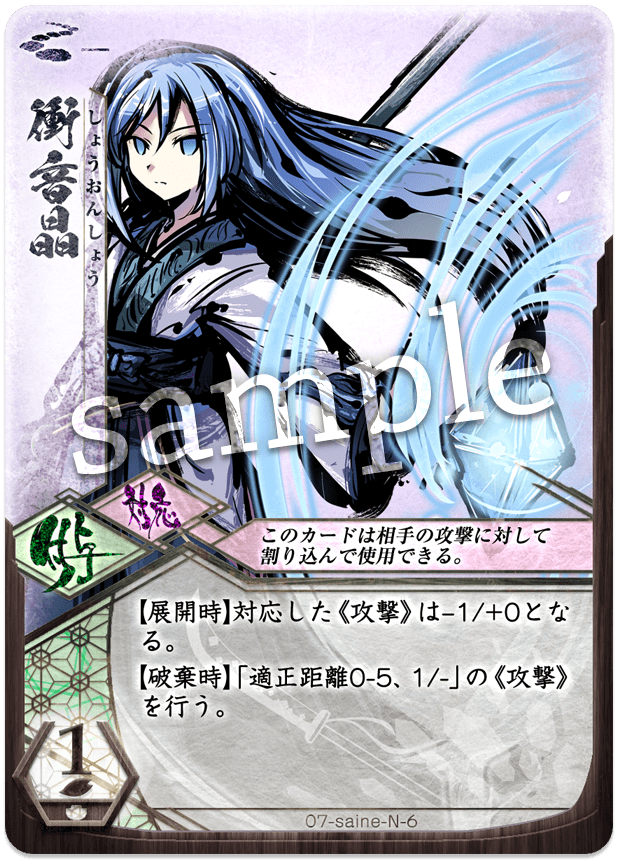 衝音晶
しょうおんしょう
sample
付与
対応
このカードは相手の攻撃に対して
割り込んで使用できる。
【展開時】対応した《攻撃》は−1/+0とな
る。
【破棄時】「適正距離0-5、1/-」の《攻撃》
を行う。
1
07-saine-N-6